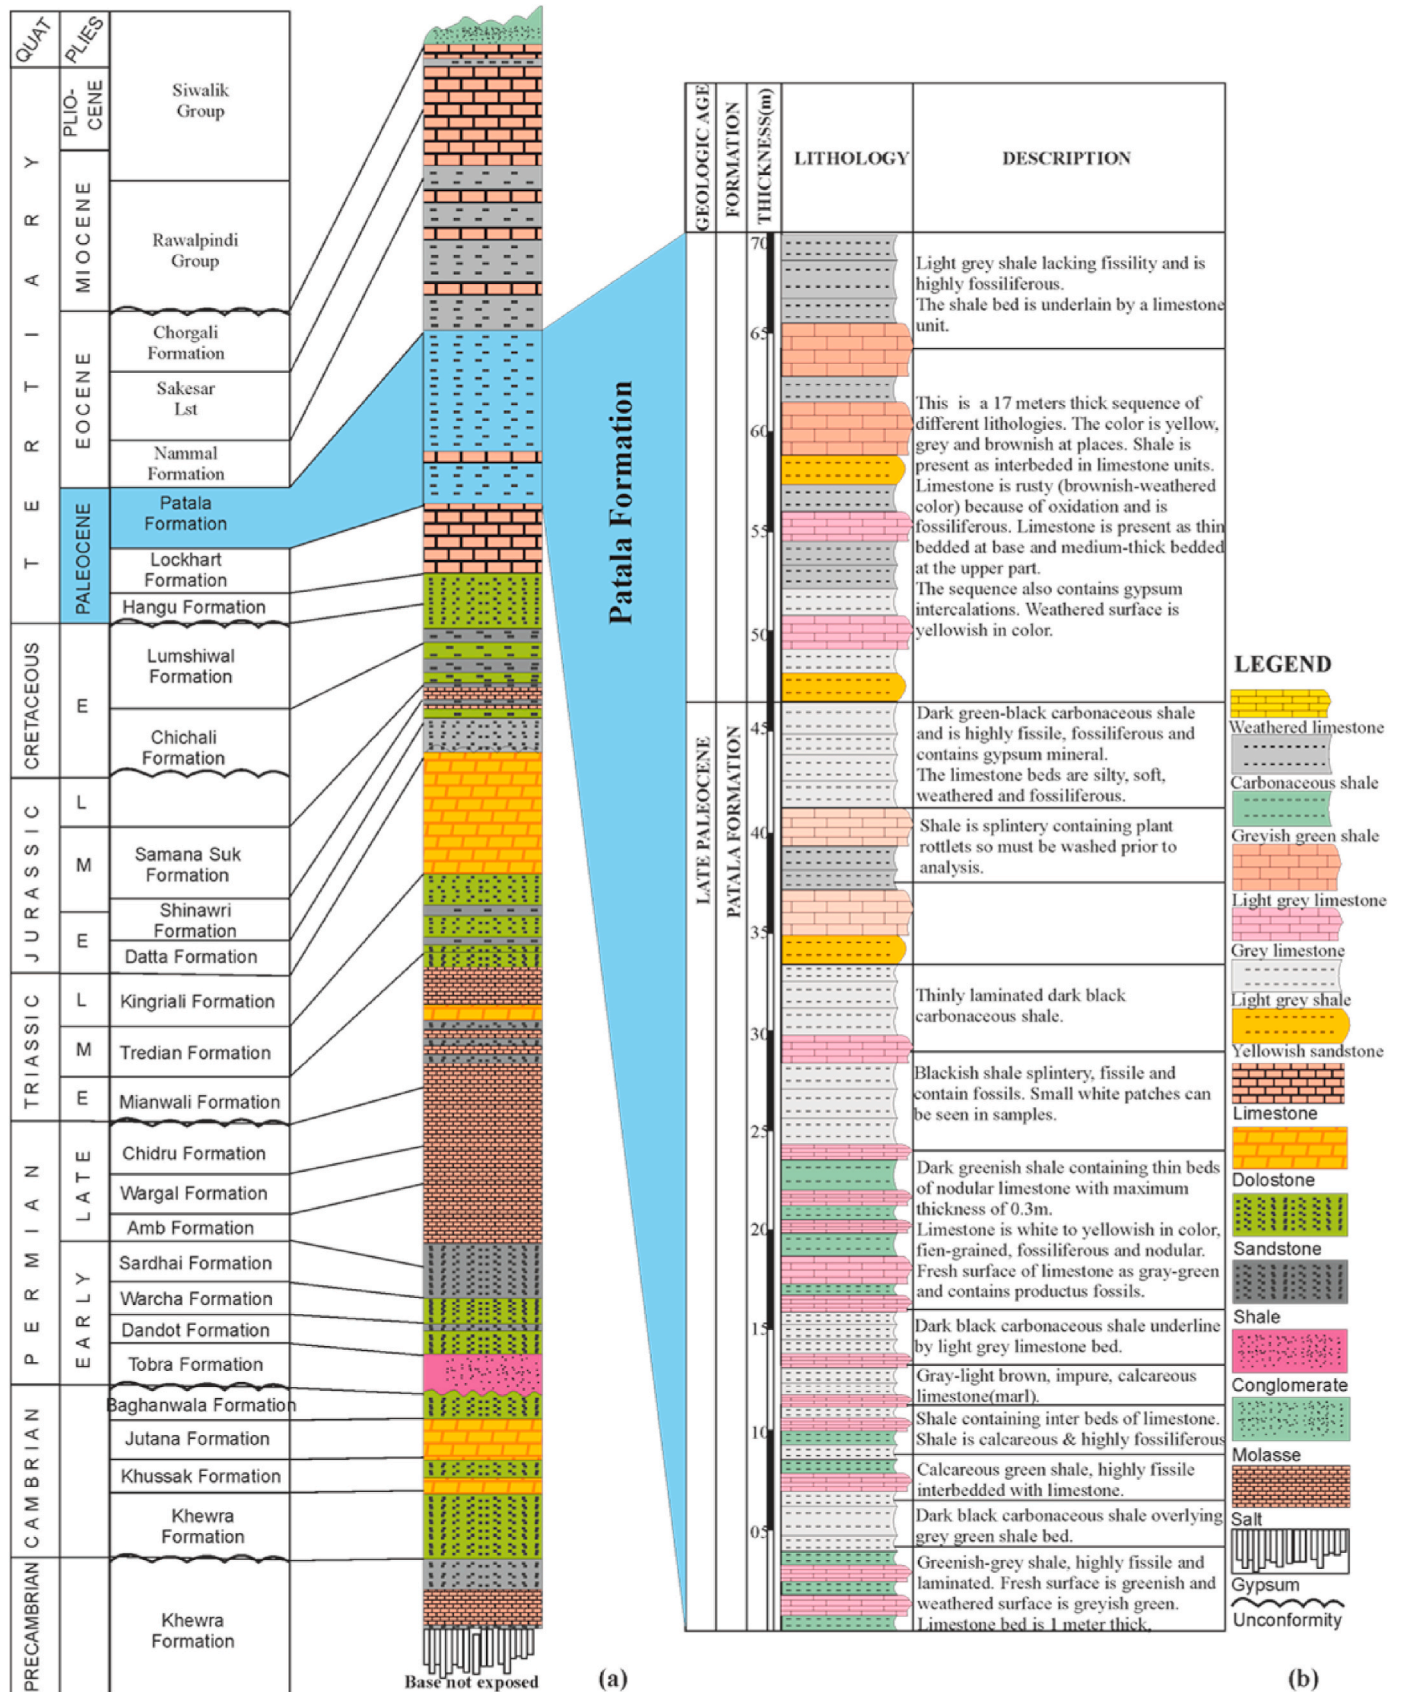 QUAT
PLIES
TERTIARY
PLIO-
CENE
MIOCENE
EOCENE
PALEOCENE
CRETACEOUS
E
JURASSIC
L
M
E
TRIASSIC
L
M
E
PERMIAN
LATE
EARLY
CAMBRIAN
PRECAMBRIAN
Siwalik
Group
Rawalpindi
Group
Chorgali
Formation
Sakesar
Lst
Nammal
Formation
Patala
Formation
Lockhart
Formation
Hangu Formation
Lumshiwal
Formation
Chichali
Formation
Samana Suk
Formation
Shinawri
Formation
Datta Formation
Kingriali Formation
Tredian Formation
Mianwali Formation
Chidru Formation
Wargal Formation
Amb Formation
Sardhai Formation
Warcha Formation
Dandot Formation
Tobra Formation
Baghanwala Formation
Jutana Formation
Khussak Formation
Khewra
Formation
Khewra
Formation
Base not exposed
(a)
Patala Formation
GEOLOGIC AGE
FORMATION
THICKNESS(m)
LITHOLOGY
DESCRIPTION
LATE PALEOCENE
PATALA FORMATION
70
65
60
55
50
45
40
35
30
25
20
15
10
05
Light grey shale lacking fissility and is
highly fossiliferous.
The shale bed is underlain by a limestone
unit.
This is a 17 meters thick sequence of
different lithologies. The color is yellow,
grey and brownish at places. Shale is
present as interbeded in limestone units.
Limestone is rusty (brownish-weathered
color) because of oxidation and is
fossiliferous. Limestone is present as thin
bedded at base and medium-thick bedded
at the upper part.
The sequence also contains gypsum
intercalations. Weathered surface is
yellowish in color.
Dark green-black carbonaceous shale
and is highly fissile, fossiliferous and
contains gypsum mineral.
The limestone beds are silty, soft,
weathered and fossiliferous.
Shale is splintery containing plant
rottlets so must be washed prior to
analysis.
Thinly laminated dark black
carbonaceous shale.
Blackish shale splintery, fissile and
contain fossils. Small white patches can
be seen in samples.
Dark greenish shale containing thin beds
of nodular limestone with maximum
thickness of 0.3m.
Limestone is white to yellowish in color,
fien-grained, fossiliferous and nodular.
Fresh surface of limestone as gray-green
and contains productus fossils.
Dark black carbonaceous shale underline
by light grey limestone bed.
Gray-light brown, impure, calcareous
limestone(marl).
Shale containing inter beds of limestone.
Shale is calcareous & highly fossiliferous
Calcareous green shale, highly fissile
interbedded with limestone.
Dark black carbonaceous shale overlying
grey green shale bed.
Greenish-grey shale, highly fissile and
laminated. Fresh surface is greenish and
weathered surface is greyish green.
Limestone bed is 1 meter thick,
LEGEND
Weathered limestone
Carbonaceous shale
Greyish green shale
Light grey limestone
Grey limestone
Light grey shale
Yellowish sandstone
Limestone
Dolostone
Sandstone
Shale
Conglomerate
Molasse
Salt
Gypsum
Unconformity
(b)